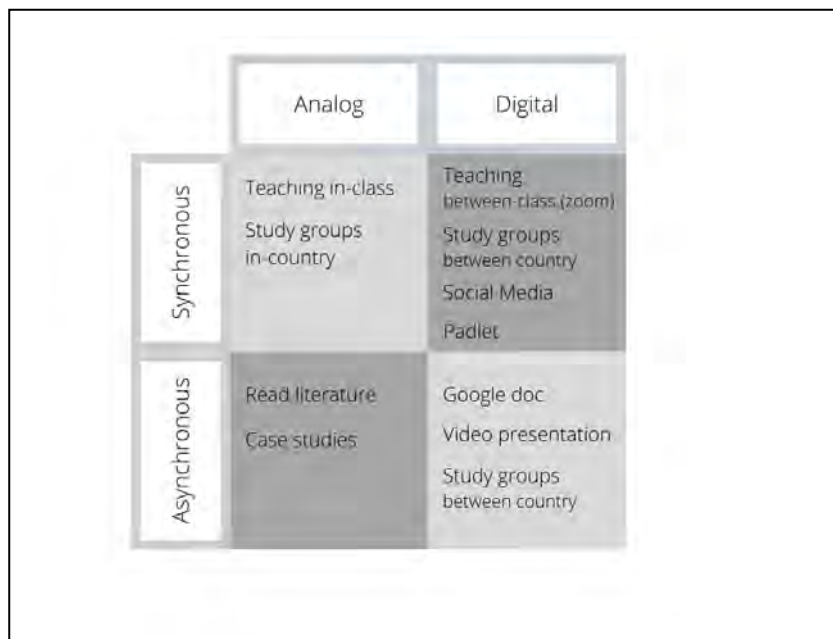 Analog
Digital
Synchronous
Teaching in-class
Study groups
in-country
Teaching
between-class (zoom)
Study groups
between country
Social Media
Padlet
Asynchronous
Read literature
Case studies
Google doc
Video presentation
Study groups
between country